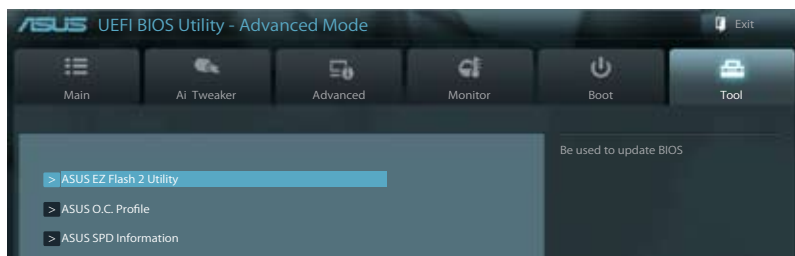 ASUS UEFI BIOS Utility - Advanced Mode
Exit
Main
Ai Tweaker
Advanced
Monitor
Boot
Tool
Be used to update BIOS
> ASUS EZ Flash 2 Utility
> ASUS O.C. Profile
> ASUS SPD Information